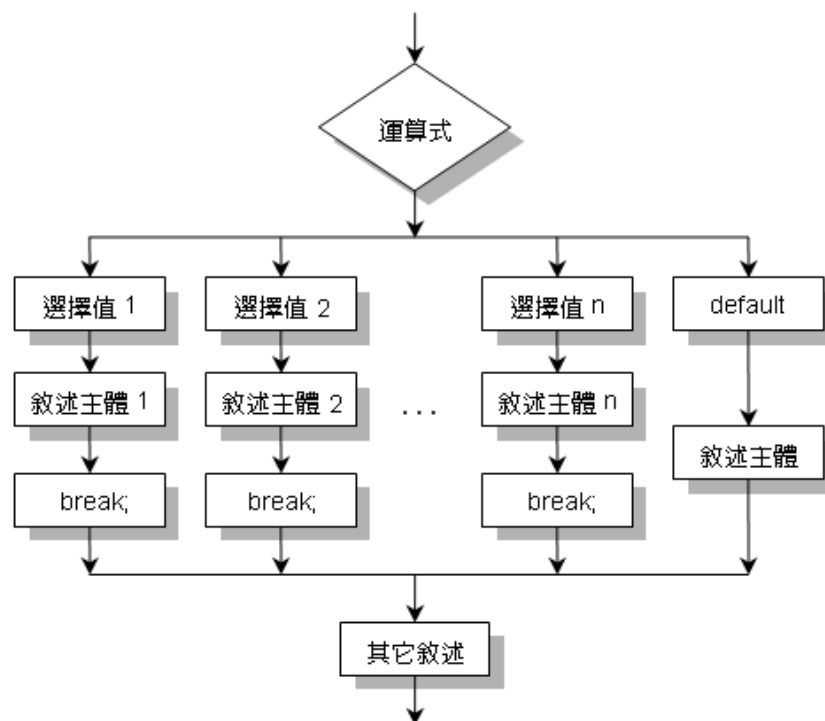 運算式
選擇值 1
選擇值 2
選擇值 n
default
敘述主體 1
敘述主體 2
...
敘述主體 n
敘述主體
break;
break;
break;
其它敘述